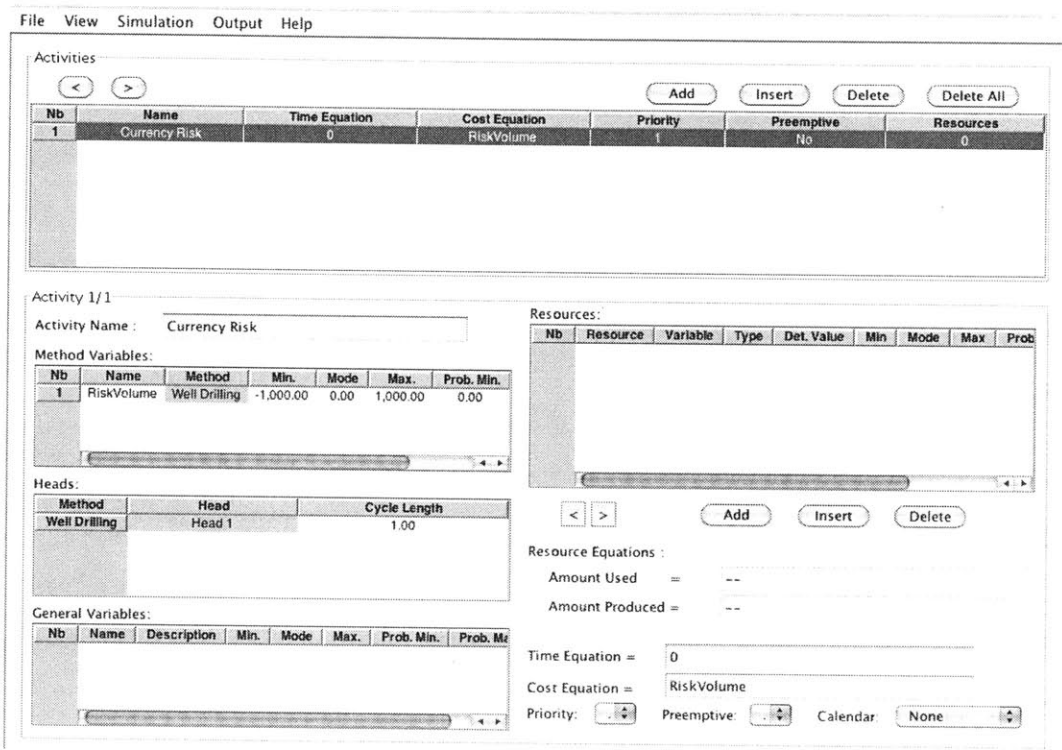 File View Simulation Output Help
Activities
< > Add Insert Delete Delete All
Nb Name Time Equation Cost Equation Priority Preemptive Resources
1 Currency Risk 0 RiskVolume 1 No 0
Activity 1/1
Activity Name : Currency Risk
Method Variables:
Nb Name Method Min. Mode Max. Prob. Min.
1 RiskVolume Well Drilling -1,000.00 0.00 1,000.00 0.00
Heads:
Method Head Cycle Length
Well Drilling Head 1 1.00
General Variables:
Nb Name Description Min. Mode Max. Prob. Min. Prob. Ma
Resources:
Nb Resource Variable Type Det. Value Min Mode Max Prob
< > Add Insert Delete
Resource Equations :
Amount Used = --
Amount Produced = --
Time Equation = 0
Cost Equation = RiskVolume
Priority: . Preemptive: . Calendar: None